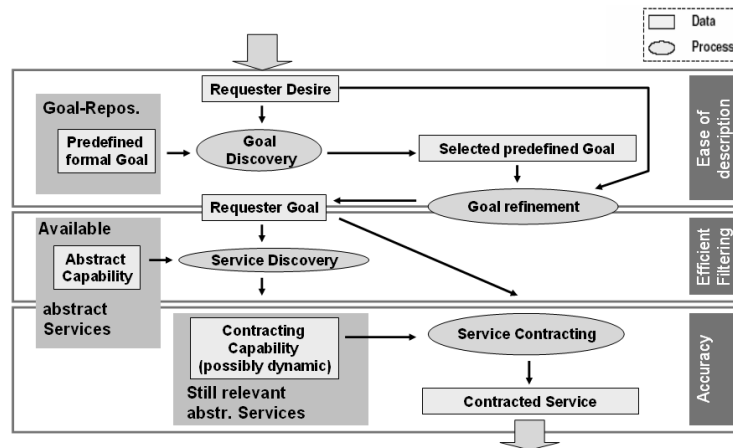 Data
Process
Requester Desire
Goal-Repos.
Predefined
formal Goal
Goal
Discovery
Selected predefined Goal
Ease of
description
Requester Goal
Goal refinement
Available
Abstract
Capability
Service Discovery
Efficient
Filtering
abstract
Services
Contracting
Capability
(possibly dynamic)
Service Contracting
Accuracy
Still relevant
abstr. Services
Contracted Service